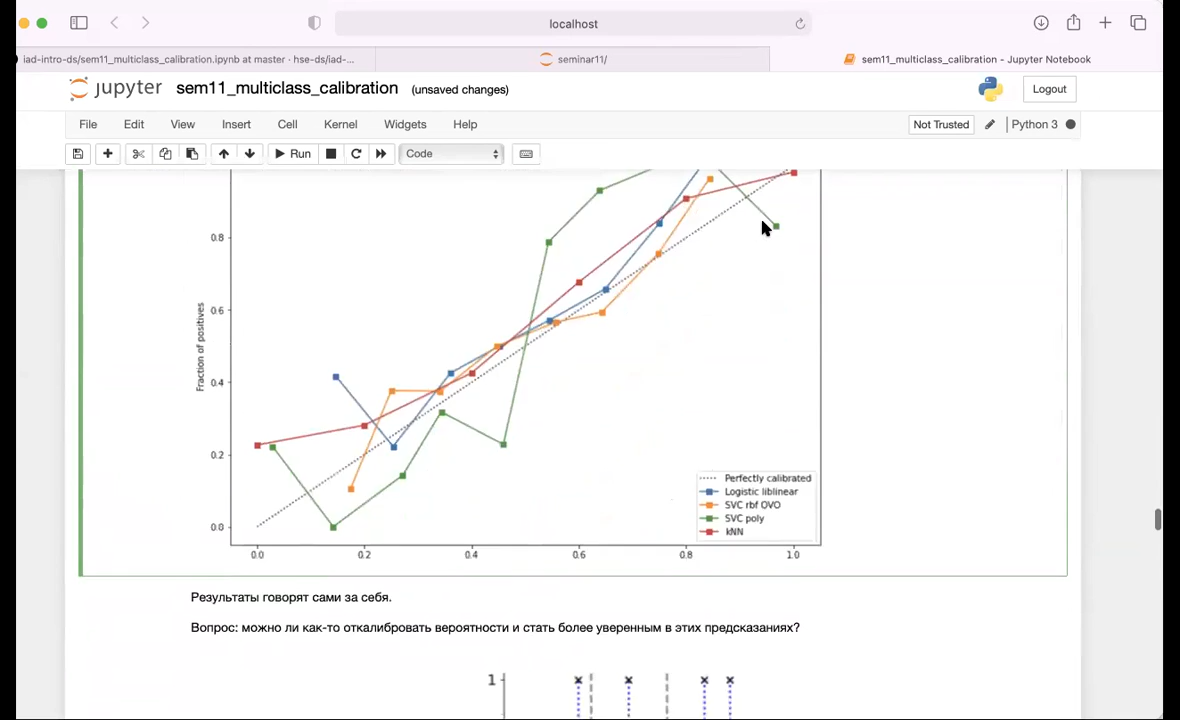 localhost
iad-intro-ds/sem11_multiclass_calibration.ipynb at master · hse-ds/iad-...
seminar11/
sem11_multiclass_calibration - Jupyter Notebook
jupyter sem11_multiclass_calibration (unsaved changes)
Logout
File Edit View Insert Cell Kernel Widgets Help
Not Trusted
Python 3
Run
Code
0.8
0.6
0.4
0.2
0.0
Fraction of positives
Perfectly calibrated
Logistic liblinear
SVC rbf OVO
SVC poly
kNN
0.0 0.2 0.4 0.6 0.8 1.0
Результаты говорят сами за себя.
Вопрос: можно ли как-то откалибровать вероятности и стать более уверенным в этих предсказаниях?
1